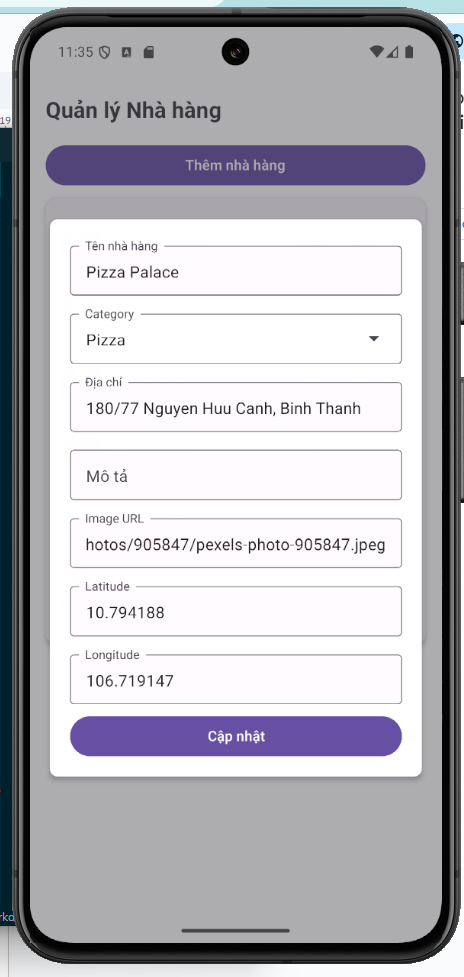 19
11:35
Quản lý Nhà hàng
Thêm nhà hàng
Tên nhà hàng
Pizza Palace
Category
Pizza
Địa chỉ
180/77 Nguyen Huu Canh, Binh Thanh
Mô tả
Image URL
hotos/905847/pexels-photo-905847.jpeg
Latitude
10.794188
Longitude
106.719147
Cập nhật
rko